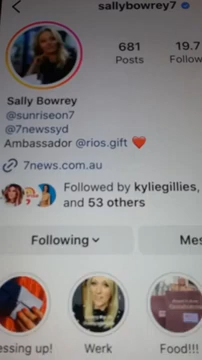 sallybowrey7
681 19.7
Posts Follow
Sally Bowrey
@sunriseon7
@7newssyd
Ambassador @rios.gift ❤️
7news.com.au
Followed by kyliegillies,
and 53 others
Following Mes
essing up! Werk Food!!!